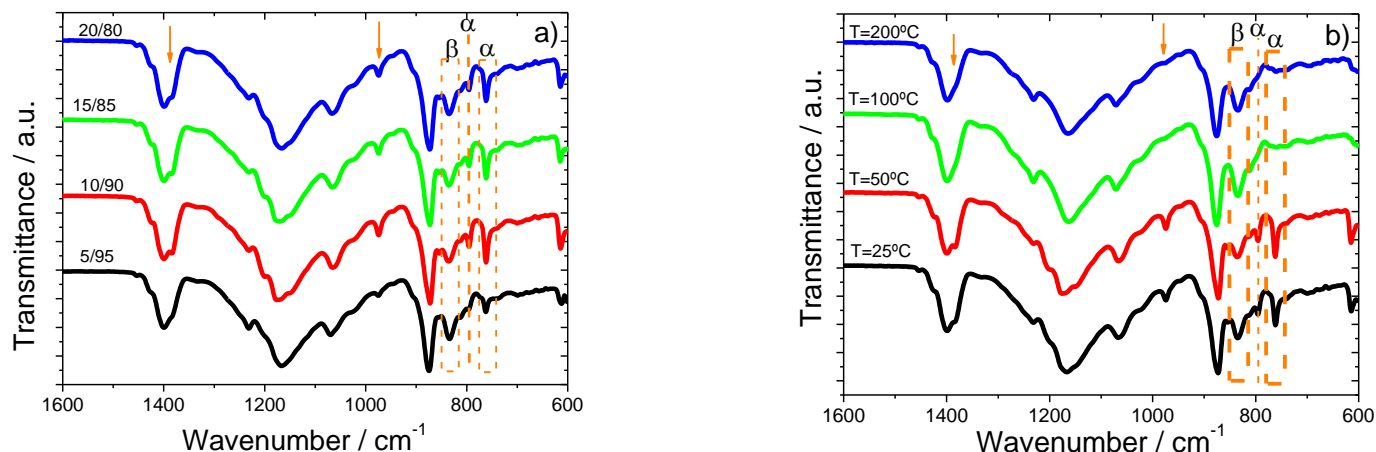 a)
β
α
α
20/80
15/85
10/90
5/95
Transmittance / a.u.
1600 1400 1200 1000 800 600
Wavenumber / cm⁻¹
b)
β
α
α
T=200ºC
T=100ºC
T=50ºC
T=25ºC
Transmittance / a.u.
1600 1400 1200 1000 800 600
Wavenumber / cm⁻¹